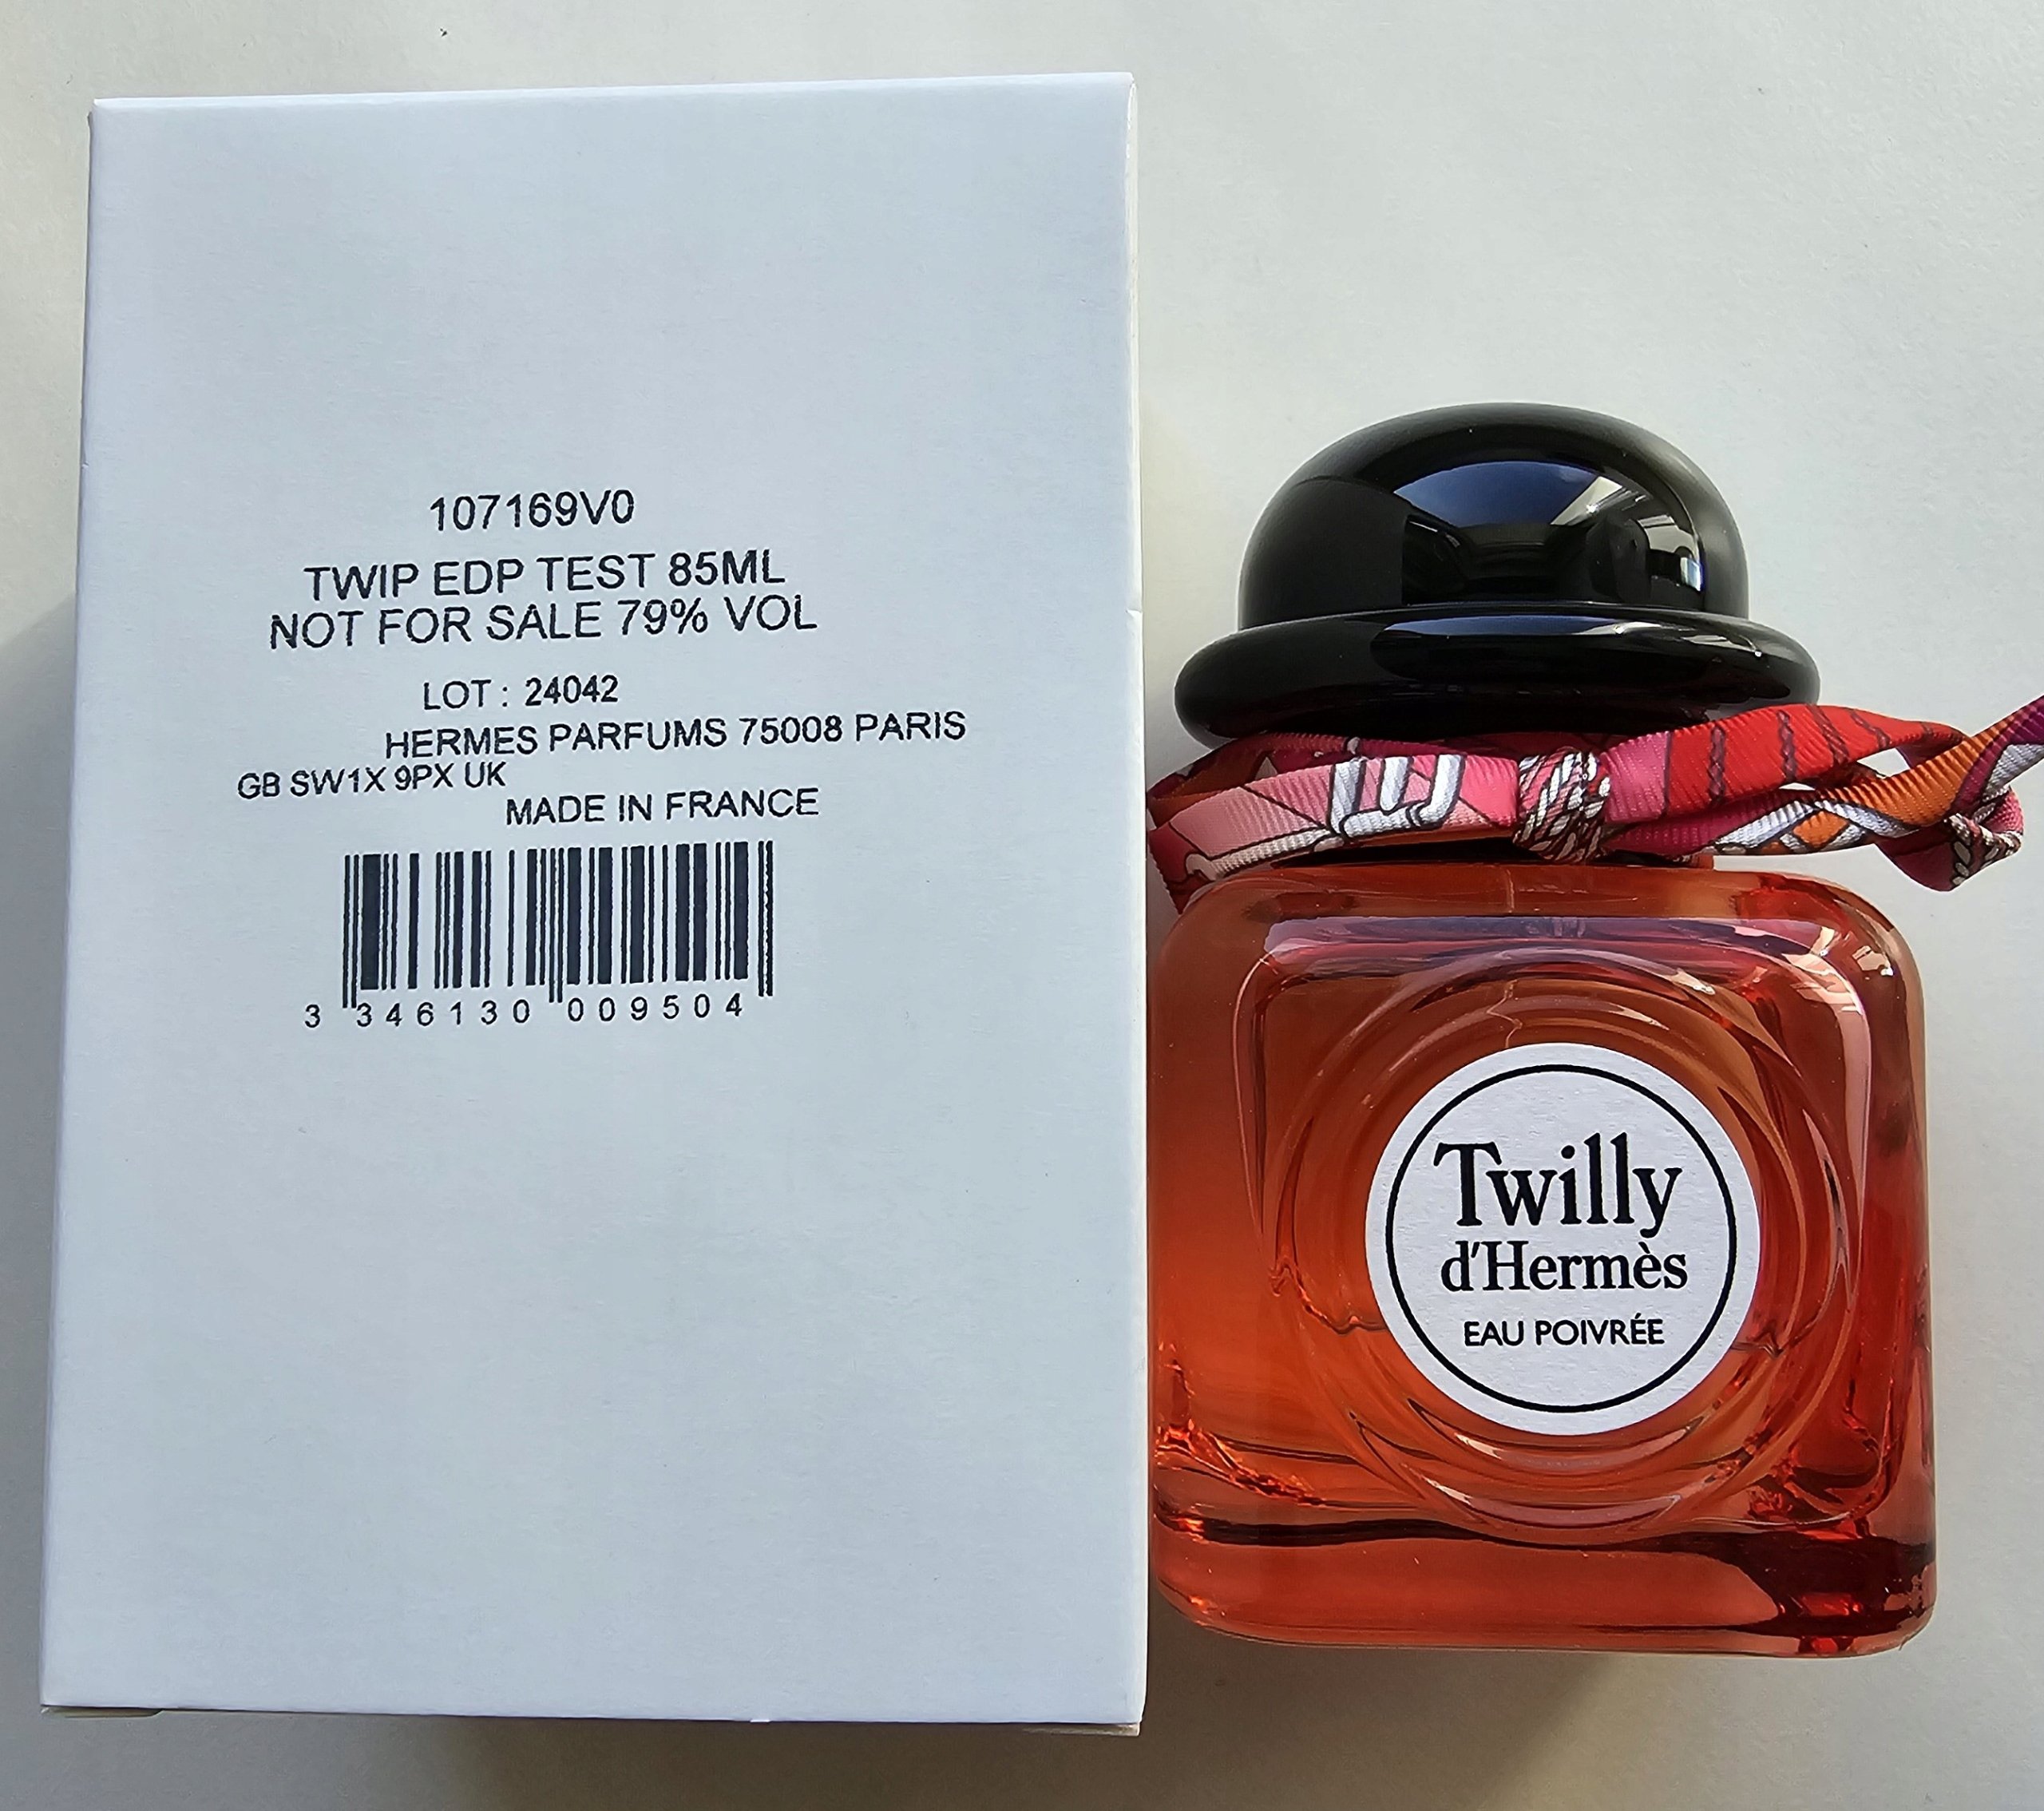 107169V0
TWIP EDP TEST 85ML
NOT FOR SALE 79% VOL
LOT : 24042
HERMES PARFUMS 75008 PARIS
GB SW1X 9PX UK
MADE IN FRANCE
3 346130 009504
Twilly
d'Hermès
EAU POIVRÉE